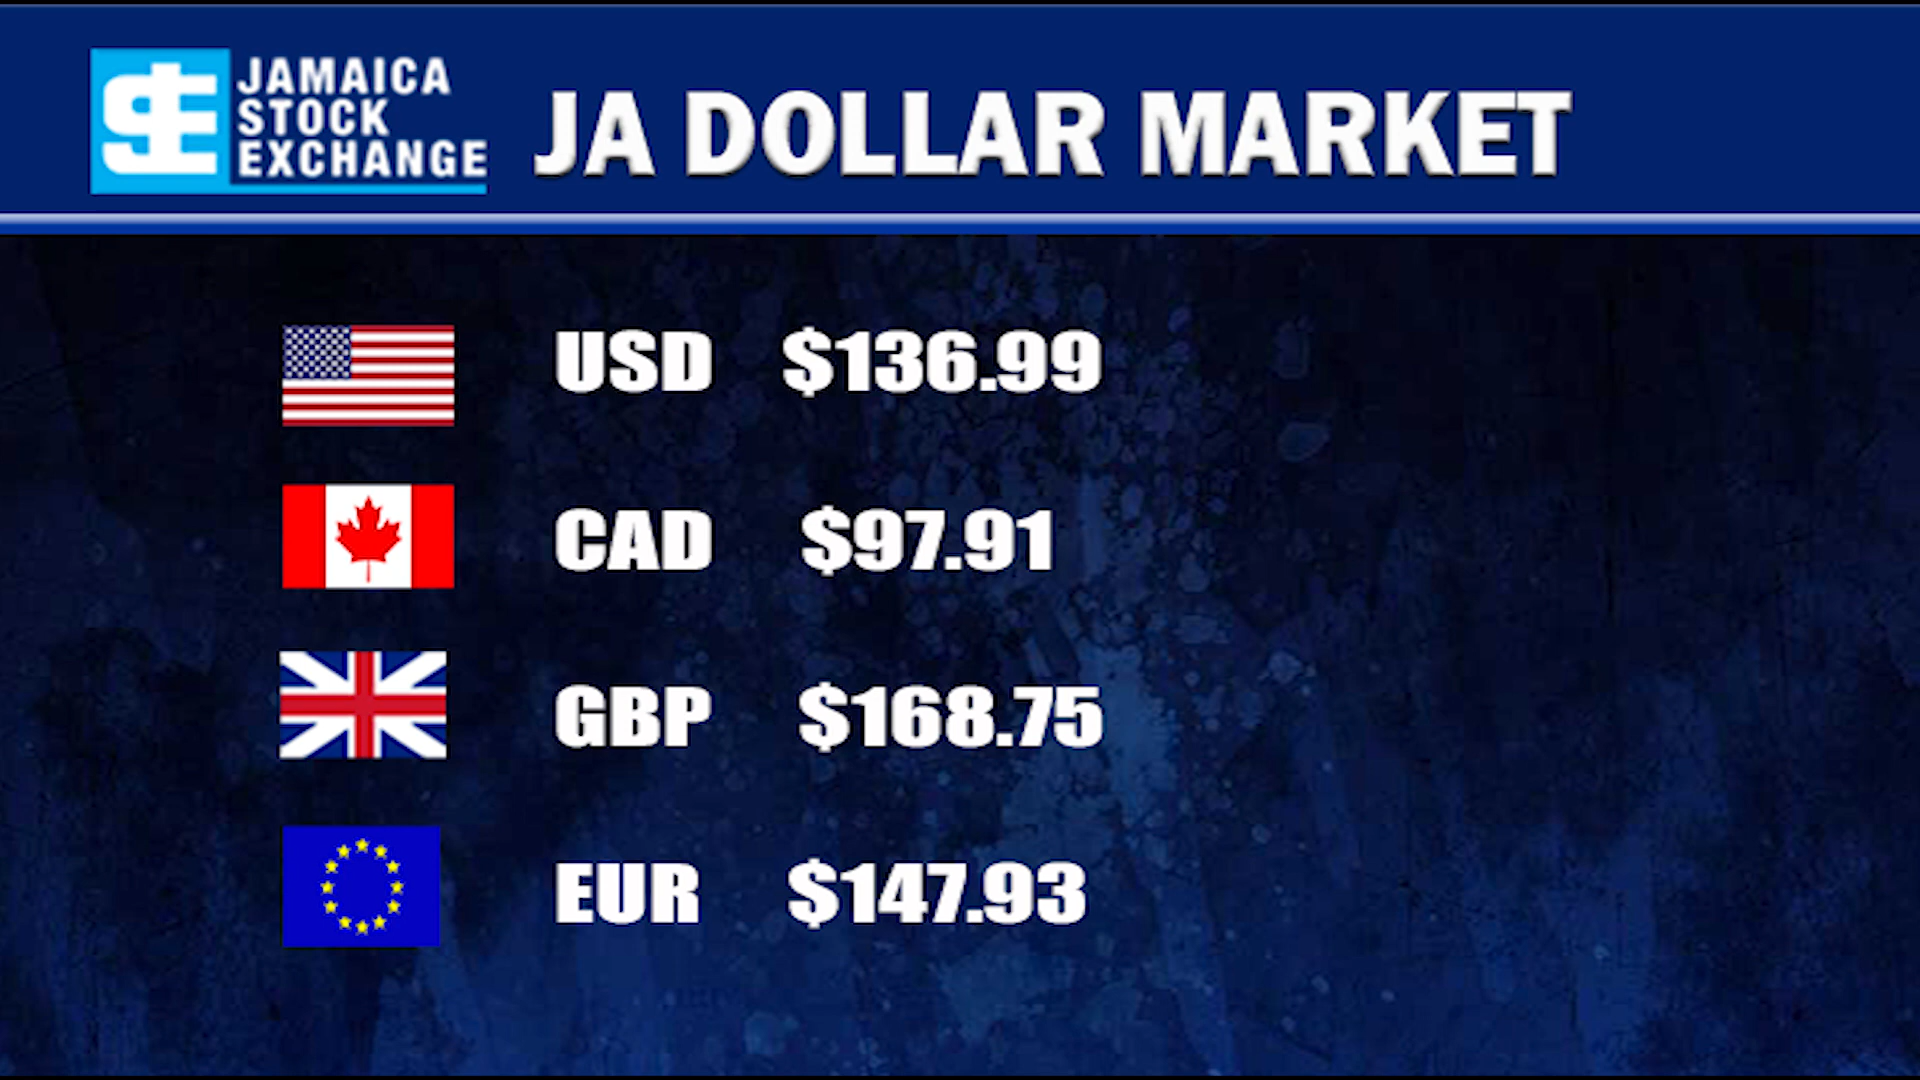 JAMAICA
STOCK
EXCHANGE
JA DOLLAR MARKET
USD $136.99
CAD $97.91
GBP $168.75
EUR $147.93